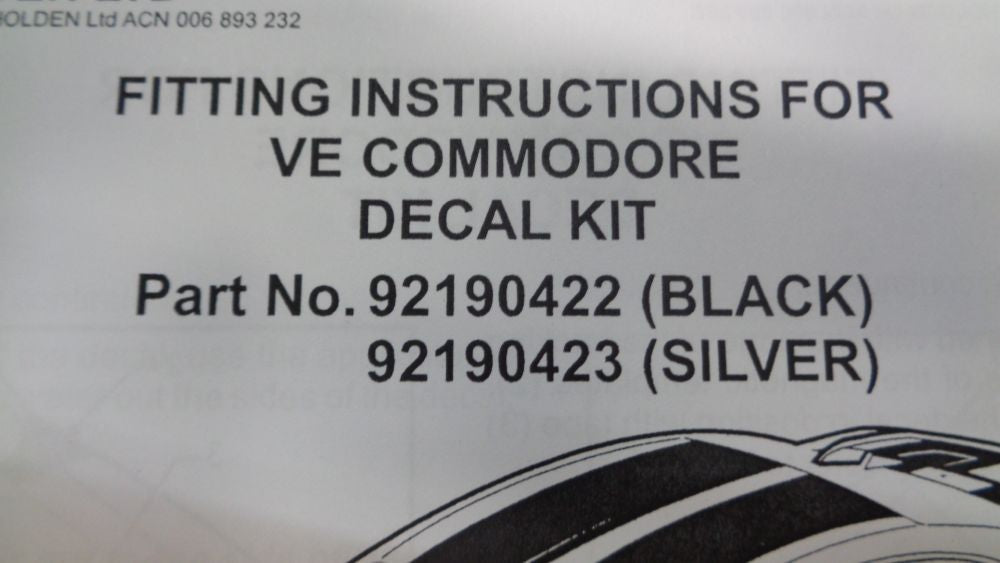 HOLDEN Ltd ACN 006 893 232
FITTING INSTRUCTIONS FOR
VE COMMODORE
DECAL KIT
Part No. 92190422 (BLACK)
92190423 (SILVER)